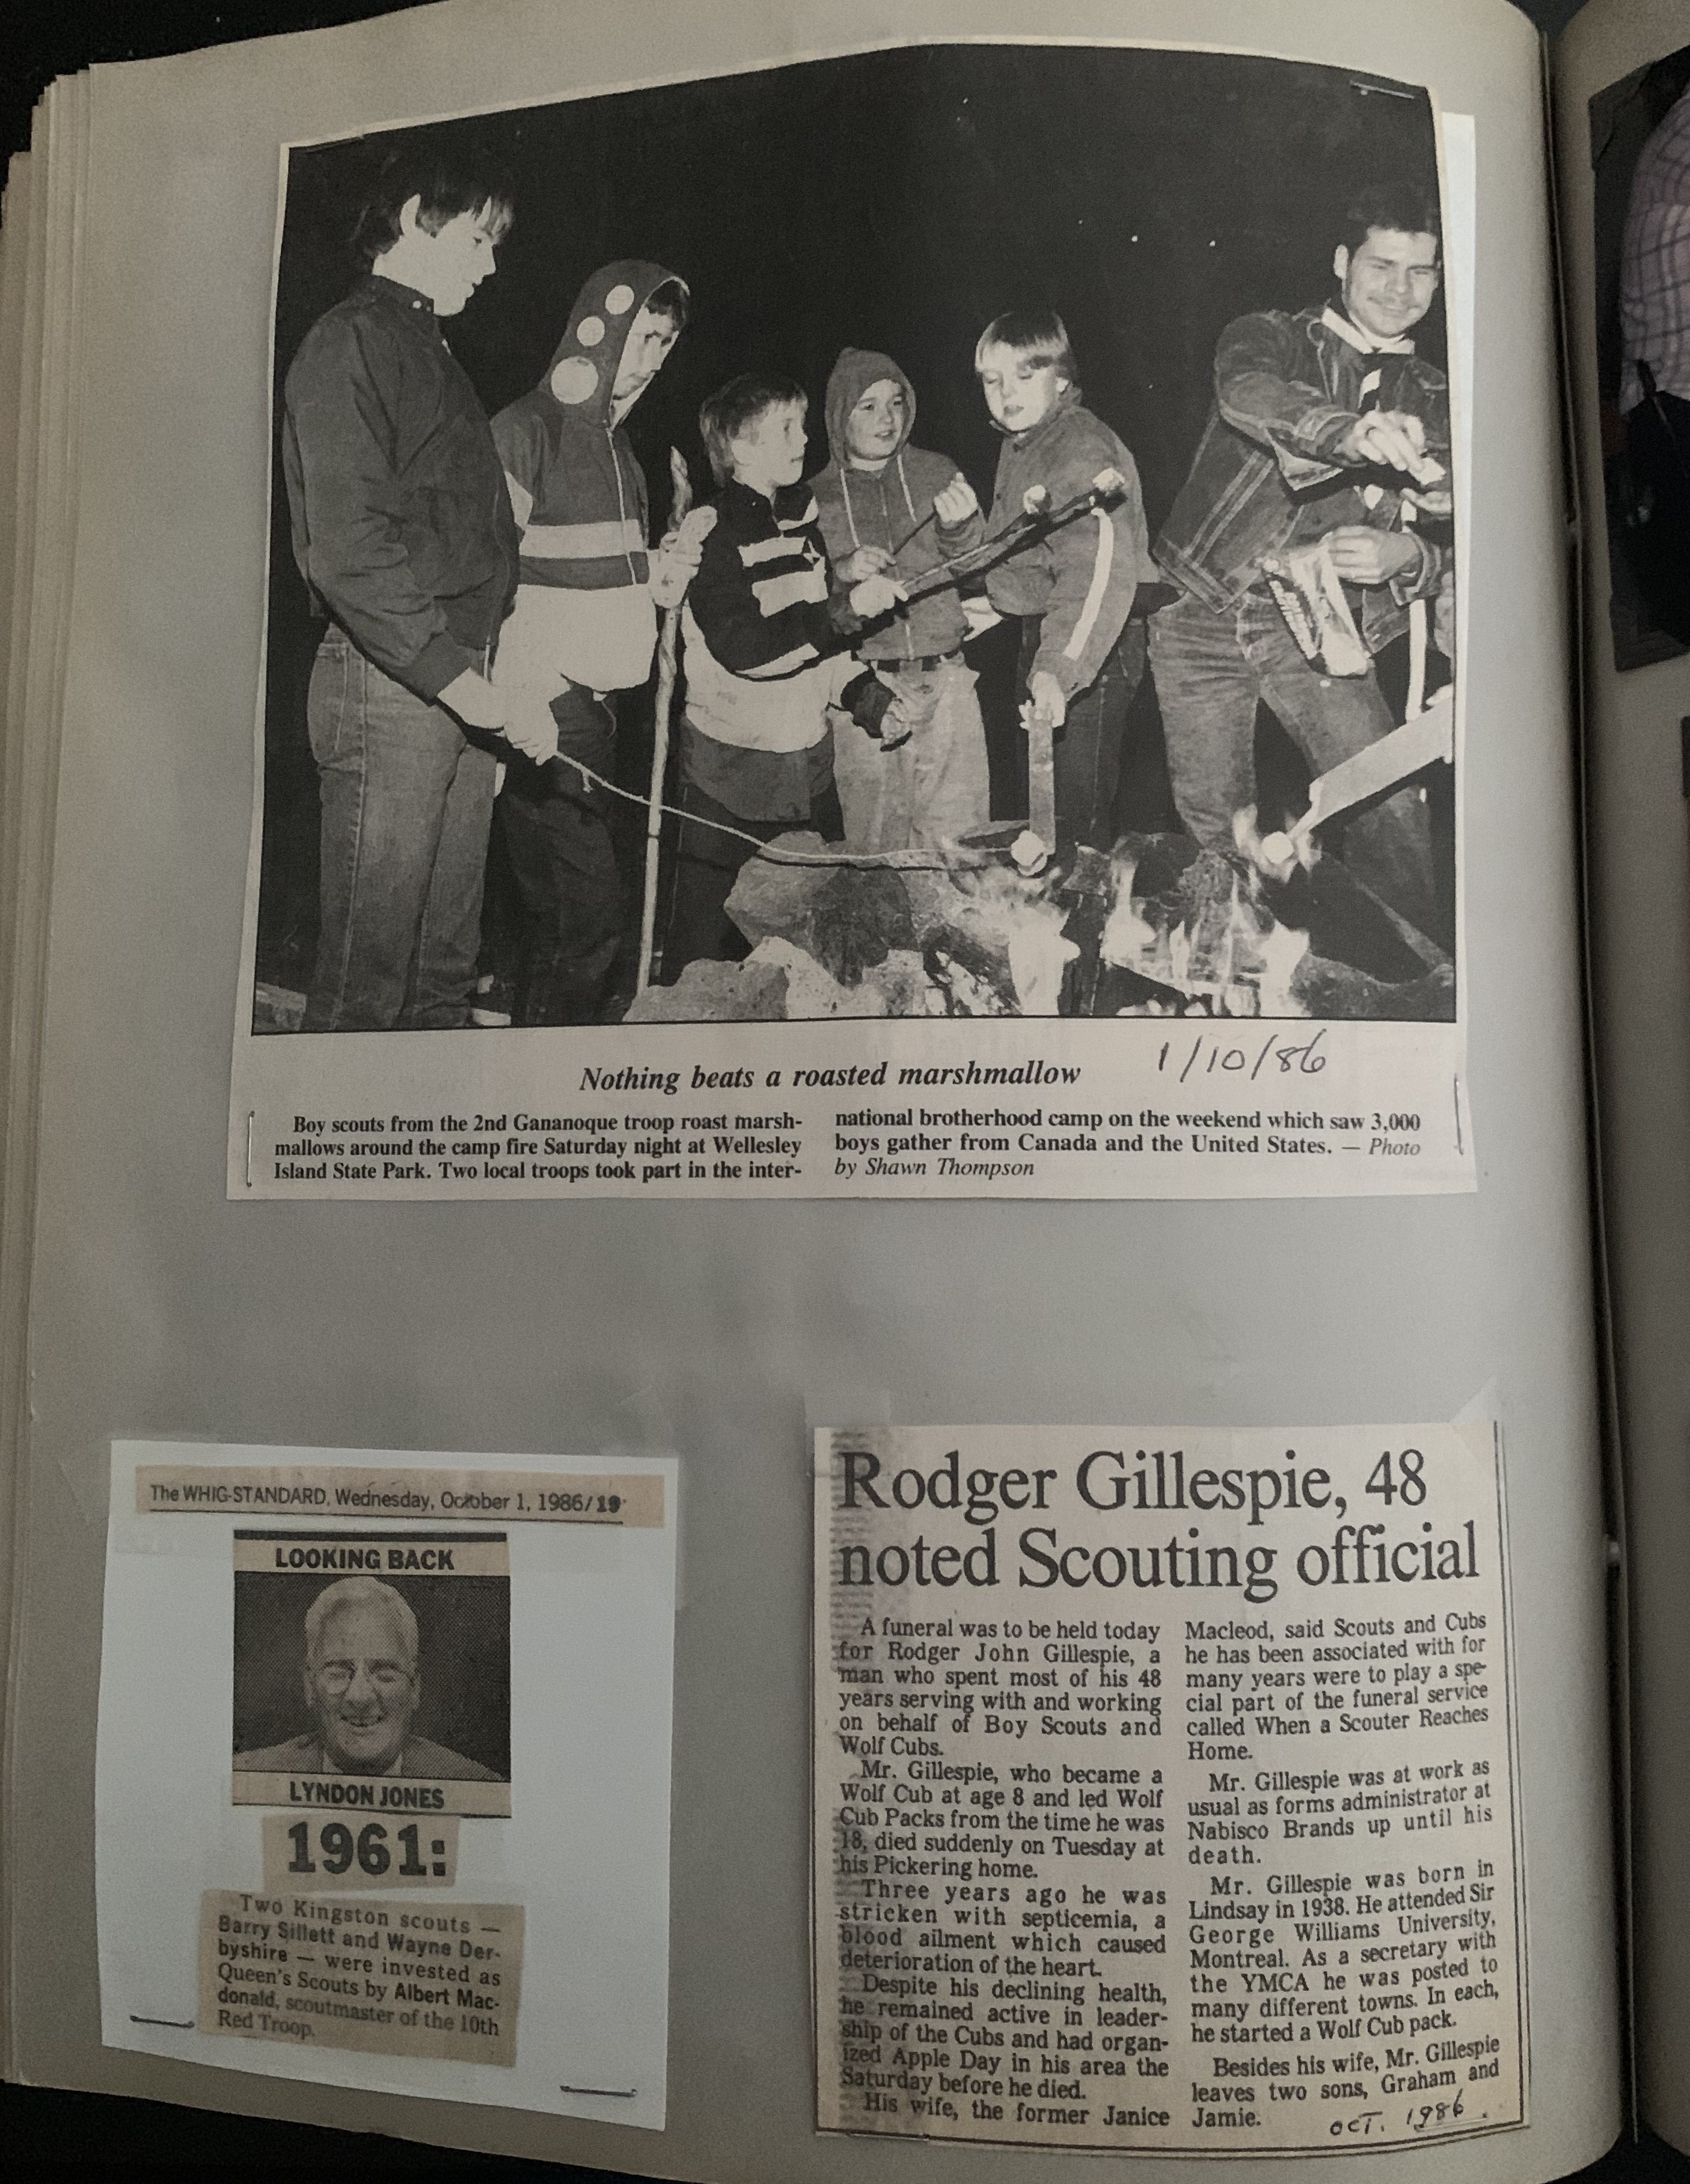 Nothing beats a roasted marshmallow
1/10/86
Boy scouts from the 2nd Gananoque troop roast marsh-
mallows around the camp fire Saturday night at Wellesley
Island State Park. Two local troops took part in the inter-
national brotherhood camp on the weekend which saw 3,000
boys gather from Canada and the United States. — Photo
by Shawn Thompson
The WHIG-STANDARD, Wednesday, October 1, 1986/19
LOOKING BACK
LYNDON JONES
1961:
Two Kingston scouts —
Barry Sillett and Wayne Der-
byshire — were invested as
Queen's Scouts by Albert Mac-
donald, scoutmaster of the 10th
Red Troop.
Rodger Gillespie, 48
noted Scouting official
A funeral was to be held today
for Rodger John Gillespie, a
man who spent most of his 48
years serving with and working
on behalf of Boy Scouts and
Wolf Cubs.
Mr. Gillespie, who became a
Wolf Cub at age 8 and led Wolf
Cub Packs from the time he was
18, died suddenly on Tuesday at
his Pickering home.
Three years ago he was
stricken with septicemia, a
blood ailment which caused
deterioration of the heart.
Despite his declining health,
he remained active in leader-
ship of the Cubs and had organ-
ized Apple Day in his area the
Saturday before he died.
His wife, the former Janice
Macleod, said Scouts and Cubs
he has been associated with for
many years were to play a spe-
cial part of the funeral service
called When a Scouter Reaches
Home.
Mr. Gillespie was at work as
usual as forms administrator at
Nabisco Brands up until his
death.
Mr. Gillespie was born in
Lindsay in 1938. He attended Sir
George Williams University,
Montreal. As a secretary with
the YMCA he was posted to
many different towns. In each,
he started a Wolf Cub pack.
Besides his wife, Mr. Gillespie
leaves two sons, Graham and
Jamie.
OCT. 1986.